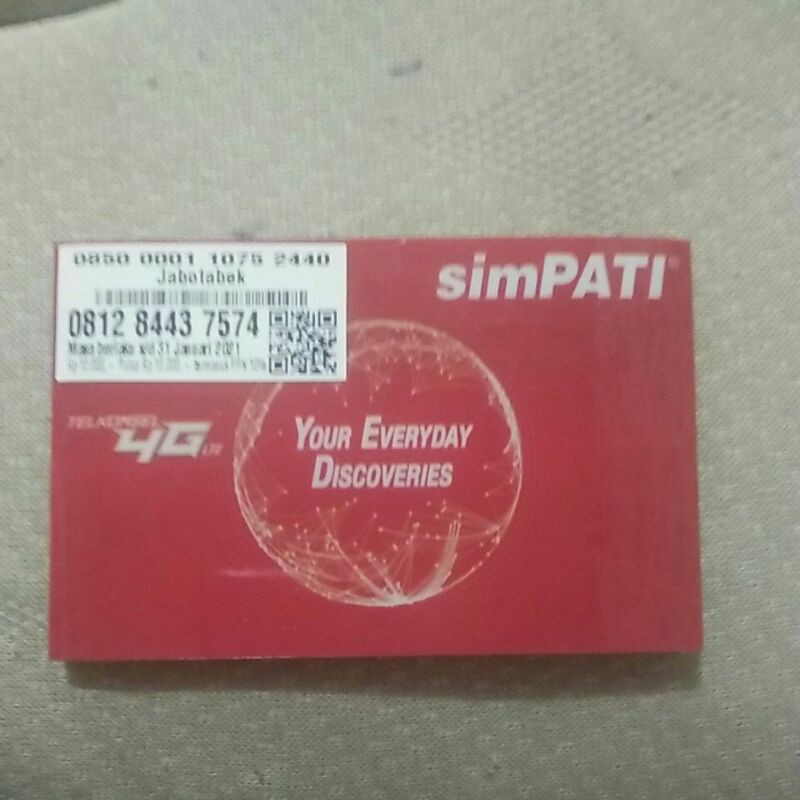 0850 0001 1075 2440
Jabotabek
0812 8443 7574
Masa berlaku s/d 31 Januari 2021
simPATI
TELKOMSEL
4G LTE
YOUR EVERYDAY
DISCOVERIES